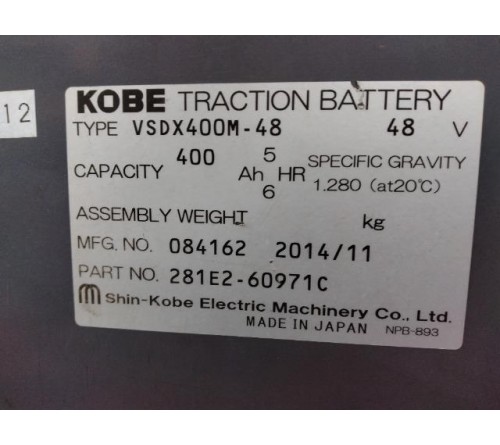 12
KOBE TRACTION BATTERY
TYPE VSDX400M-48 48 V
CAPACITY 400 Ah 5 6 HR SPECIFIC GRAVITY 1.280 (at20℃)
ASSEMBLY WEIGHT kg
MFG. NO. 084162 2014/11
PART NO. 281E2-60971C
Shin-Kobe Electric Machinery Co., Ltd.
MADE IN JAPAN NPB-893